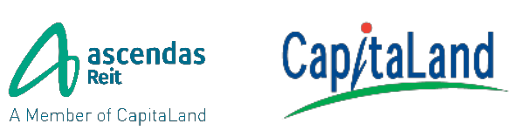 ascendas
Reit
A Member of CapitaLand
CapitaLand